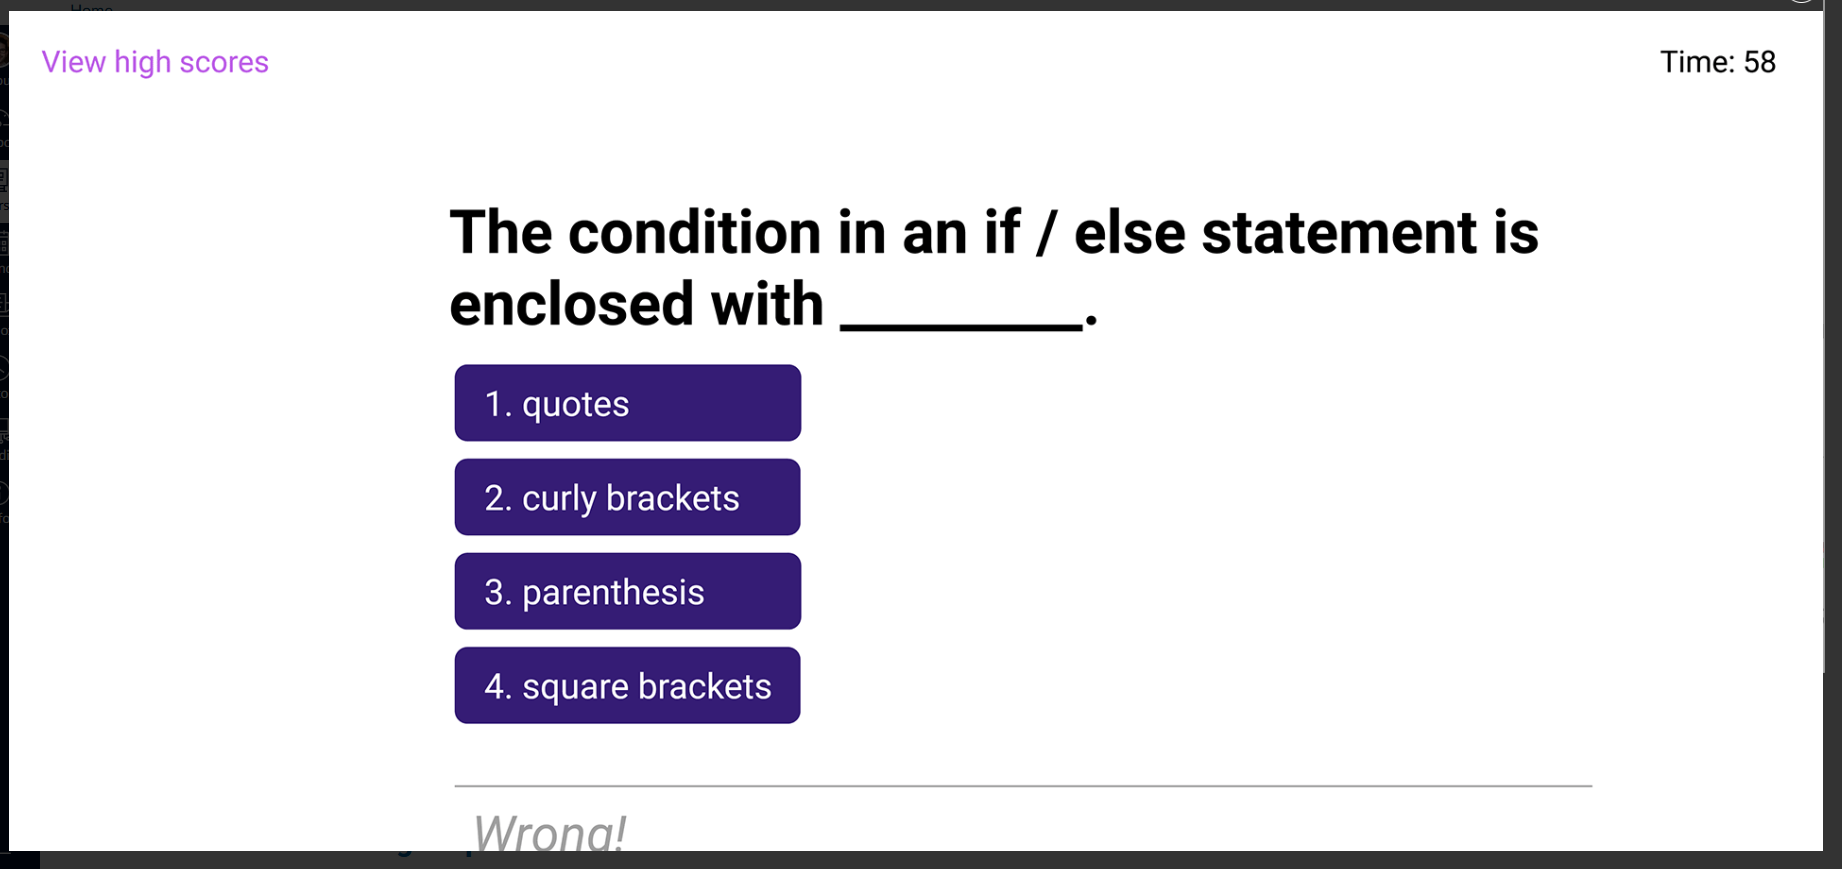 Home
View high scores
Time: 58
The condition in an if / else statement is
enclosed with ________.
1. quotes
2. curly brackets
3. parenthesis
4. square brackets
Wrong!